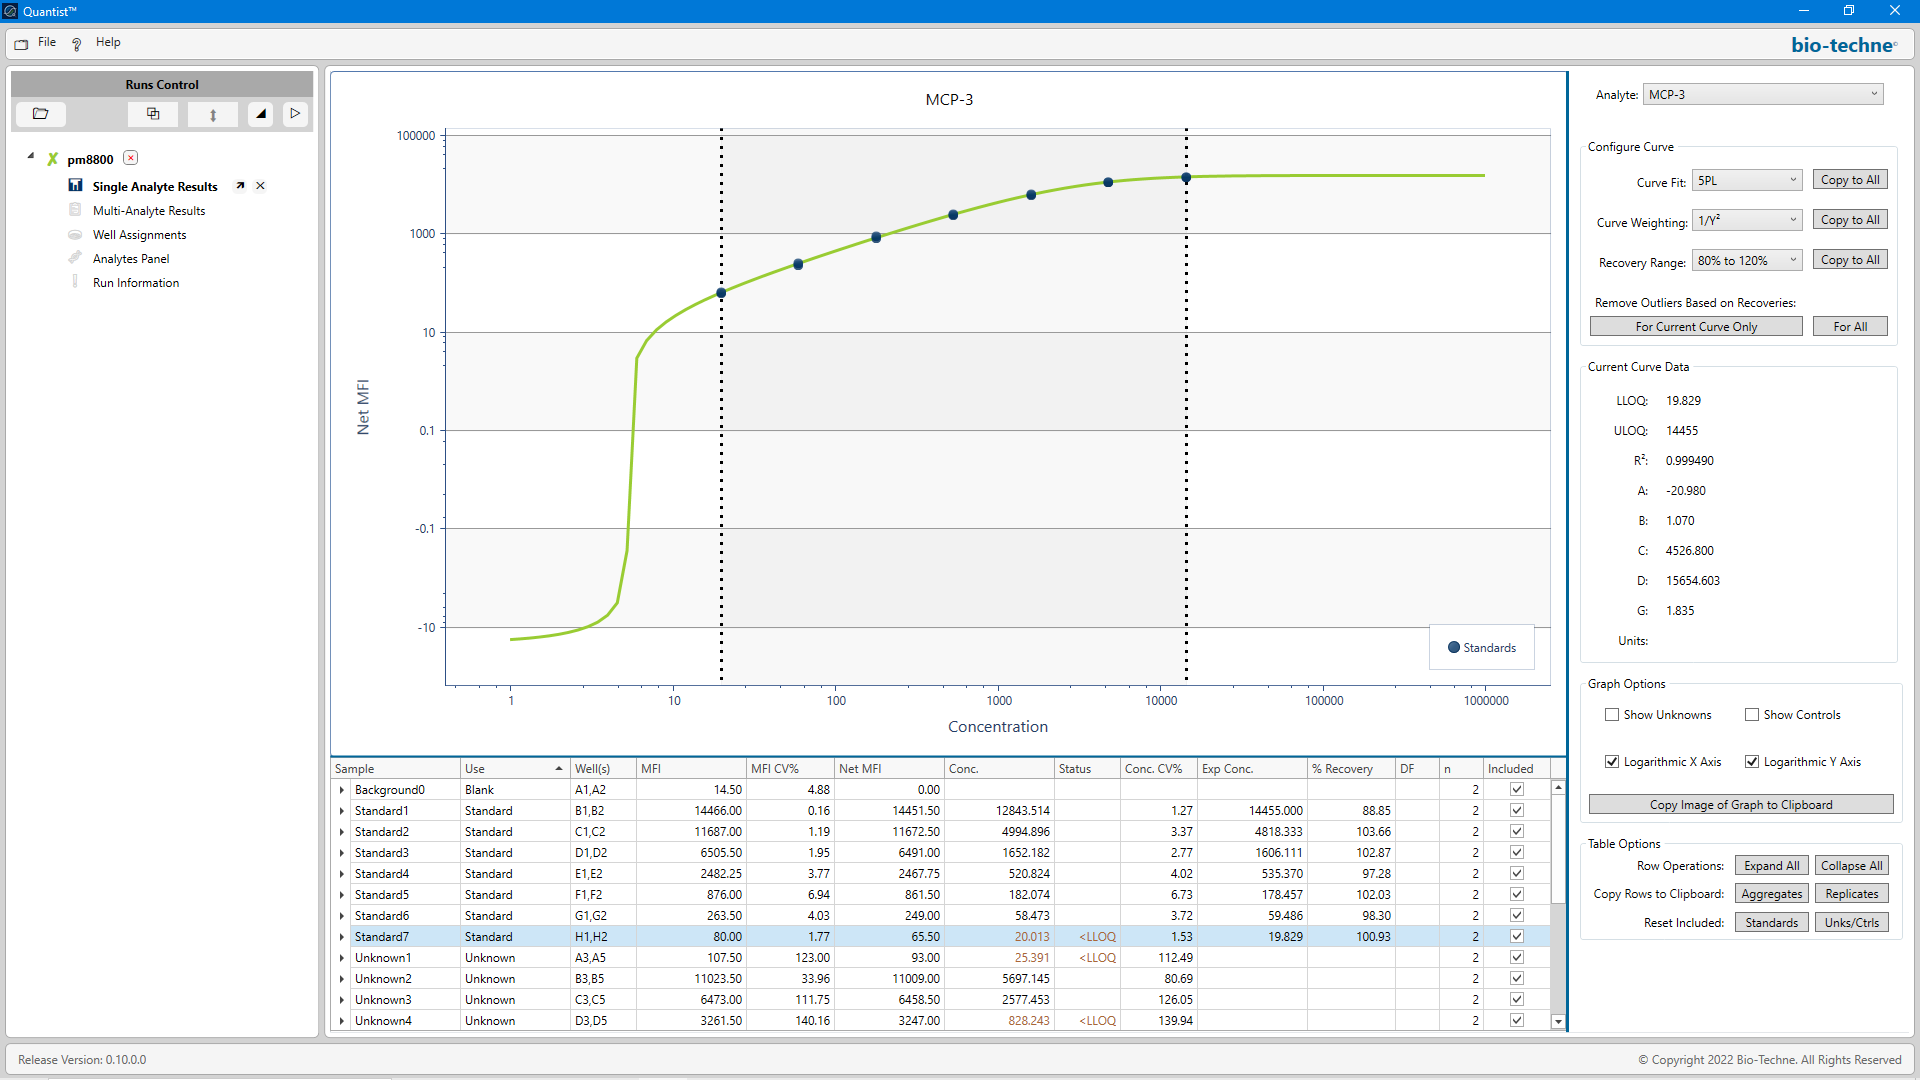 Quantist™
File Help
bio-techne
Runs Control
pm8800
Single Analyte Results
Multi-Analyte Results
Well Assignments
Analytes Panel
Run Information
MCP-3
Net MFI
100000
1000
10
0.1
-0.1
-10
1 10 100 1000 10000 100000 1000000
Concentration
Standards
Sample Use Well(s) MFI MFI CV% Net MFI Conc. Status Conc. CV% Exp Conc. % Recovery DF n Included
Background0 Blank A1,A2 14.50 4.88 0.00 2
Standard1 Standard B1,B2 14466.00 0.16 14451.50 12843.514 1.27 14455.000 88.85 2
Standard2 Standard C1,C2 11687.00 1.19 11672.50 4994.896 3.37 4818.333 103.66 2
Standard3 Standard D1,D2 6505.50 1.95 6491.00 1652.182 2.77 1606.111 102.87 2
Standard4 Standard E1,E2 2482.25 3.77 2467.75 520.824 4.02 535.370 97.28 2
Standard5 Standard F1,F2 876.00 6.94 861.50 182.074 6.73 178.457 102.03 2
Standard6 Standard G1,G2 263.50 4.03 249.00 58.473 3.72 59.486 98.30 2
Standard7 Standard H1,H2 80.00 1.77 65.50 20.013 <LLOQ 1.53 19.829 100.93 2
Unknown1 Unknown A3,A5 107.50 123.00 93.00 25.391 <LLOQ 112.49 2
Unknown2 Unknown B3,B5 11023.50 33.96 11009.00 5697.145 80.69 2
Unknown3 Unknown C3,C5 6473.00 111.75 6458.50 2577.453 126.05 2
Unknown4 Unknown D3,D5 3261.50 140.16 3247.00 828.243 <LLOQ 139.94 2
Analyte: MCP-3
Configure Curve
Curve Fit: 5PL Copy to All
Curve Weighting: 1/Y² Copy to All
Recovery Range: 80% to 120% Copy to All
Remove Outliers Based on Recoveries:
For Current Curve Only For All
Current Curve Data
LLOQ: 19.829
ULOQ: 14455
R²: 0.999490
A: -20.980
B: 1.070
C: 4526.800
D: 15654.603
G: 1.835
Units:
Graph Options
Show Unknowns Show Controls
Logarithmic X Axis Logarithmic Y Axis
Copy Image of Graph to Clipboard
Table Options
Row Operations: Expand All Collapse All
Copy Rows to Clipboard: Aggregates Replicates
Reset Included: Standards Unks/Ctrls
Release Version: 0.10.0.0
© Copyright 2022 Bio-Techne. All Rights Reserved